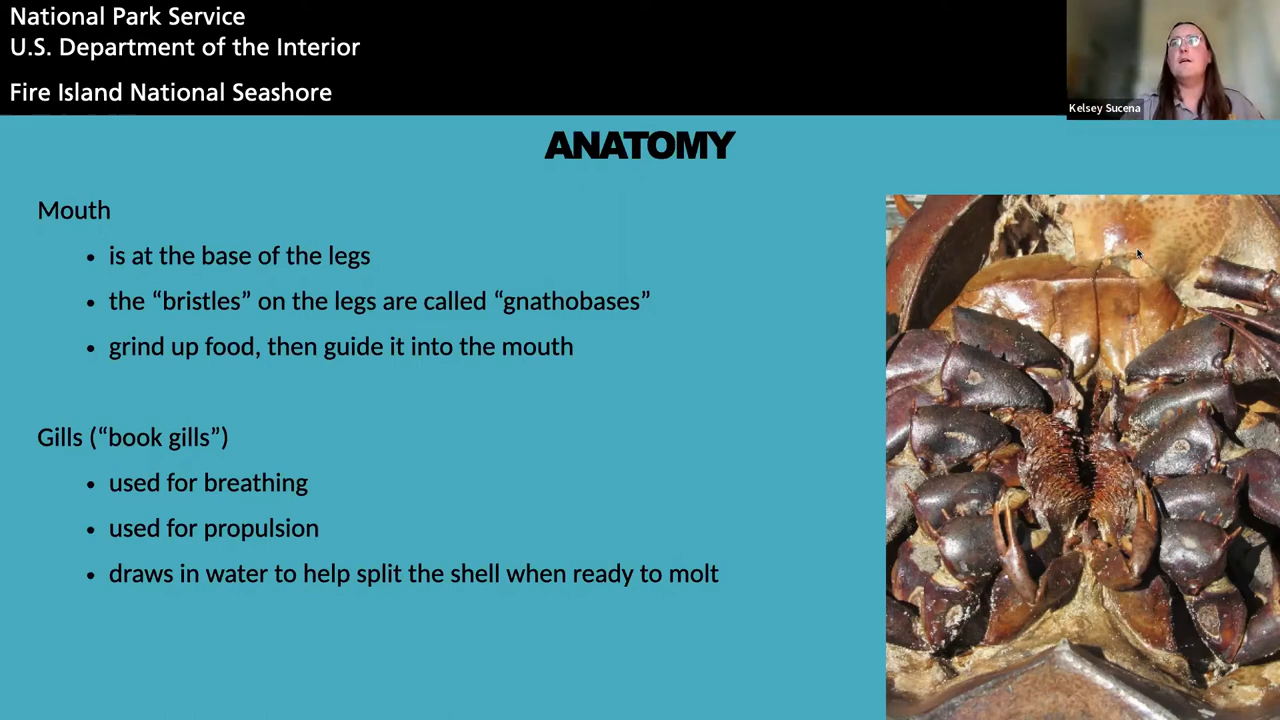 National Park Service
U.S. Department of the Interior
Fire Island National Seashore
Kelsey Sucena
ANATOMY
Mouth
• is at the base of the legs
• the “bristles” on the legs are called “gnathobases”
• grind up food, then guide it into the mouth
Gills (“book gills”)
• used for breathing
• used for propulsion
• draws in water to help split the shell when ready to molt